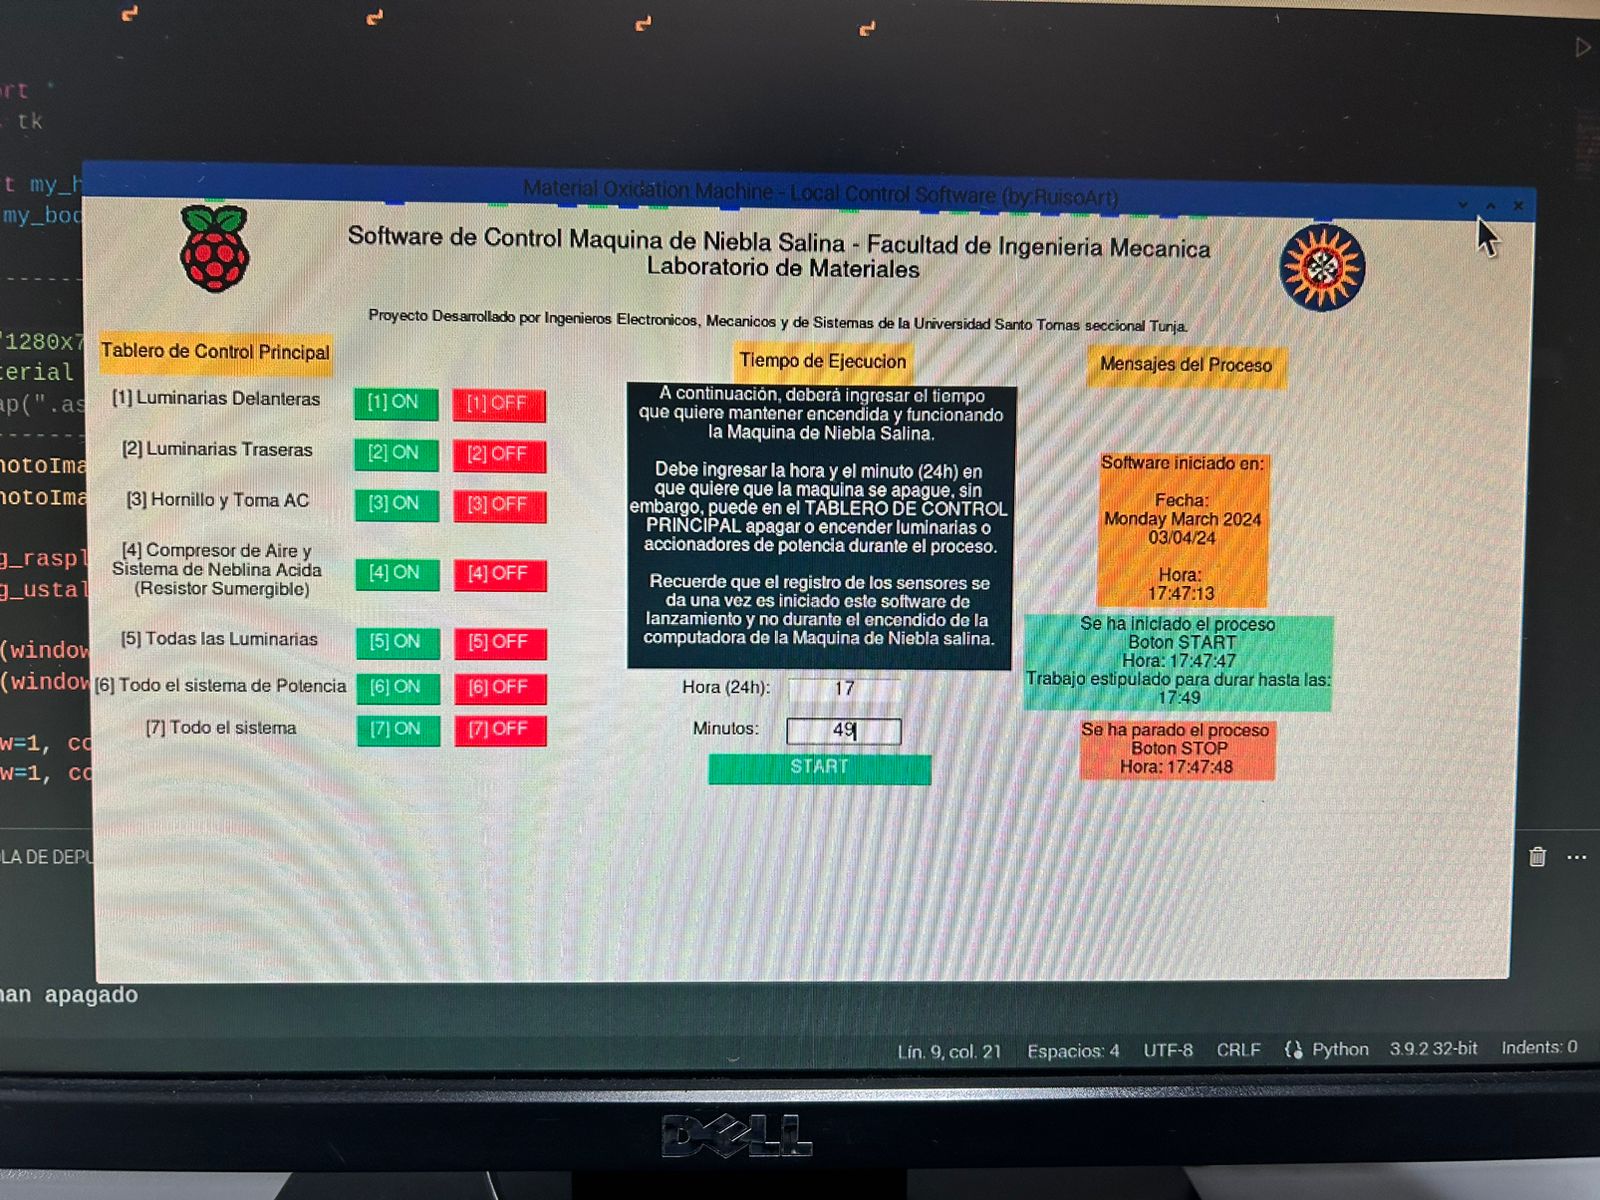 Material Oxidation Machine - Local Control Software (by:RuisoArt)
Software de Control Maquina de Niebla Salina - Facultad de Ingenieria Mecanica
Laboratorio de Materiales
Proyecto Desarrollado por Ingenieros Electronicos, Mecanicos y de Sistemas de la Universidad Santo Tomas seccional Tunja.
Tablero de Control Principal
[1] Luminarias Delanteras
[1] ON
[1] OFF
[2] Luminarias Traseras
[2] ON
[2] OFF
[3] Hornillo y Toma AC
[3] ON
[3] OFF
[4] Compresor de Aire y
Sistema de Neblina Acida
(Resistor Sumergible)
[4] ON
[4] OFF
[5] Todas las Luminarias
[5] ON
[5] OFF
[6] Todo el sistema de Potencia
[6] ON
[6] OFF
[7] Todo el sistema
[7] ON
[7] OFF
Tiempo de Ejecucion
A continuación, deberá ingresar el tiempo
que quiere mantener encendida y funcionando
la Maquina de Niebla Salina.
Debe ingresar la hora y el minuto (24h) en
que quiere que la maquina se apague, sin
embargo, puede en el TABLERO DE CONTROL
PRINCIPAL apagar o encender luminarias o
accionadores de potencia durante el proceso.
Recuerde que el registro de los sensores se
da una vez es iniciado este software de
lanzamiento y no durante el encendido de la
computadora de la Maquina de Niebla salina.
Hora (24h): 17
Minutos: 49
START
Mensajes del Proceso
Software iniciado en:
Fecha:
Monday March 2024
03/04/24
Hora:
17:47:13
Se ha iniciado el proceso
Boton START
Hora: 17:47:47
Trabajo estipulado para durar hasta las:
17:49
Se ha parado el proceso
Boton STOP
Hora: 17:47:48
ort *
tk
t my_h
my_bod
"1280x7
terial
ap(".as
hotoIma
hotoIma
g_raspl
g_ustal
(window
(window
w=1, cc
w=1, cc
LA DE DEPU
han apagado
Lín. 9, col. 21
Espacios: 4
UTF-8
CRLF
Python
3.9.2 32-bit
Indents: 0
DELL